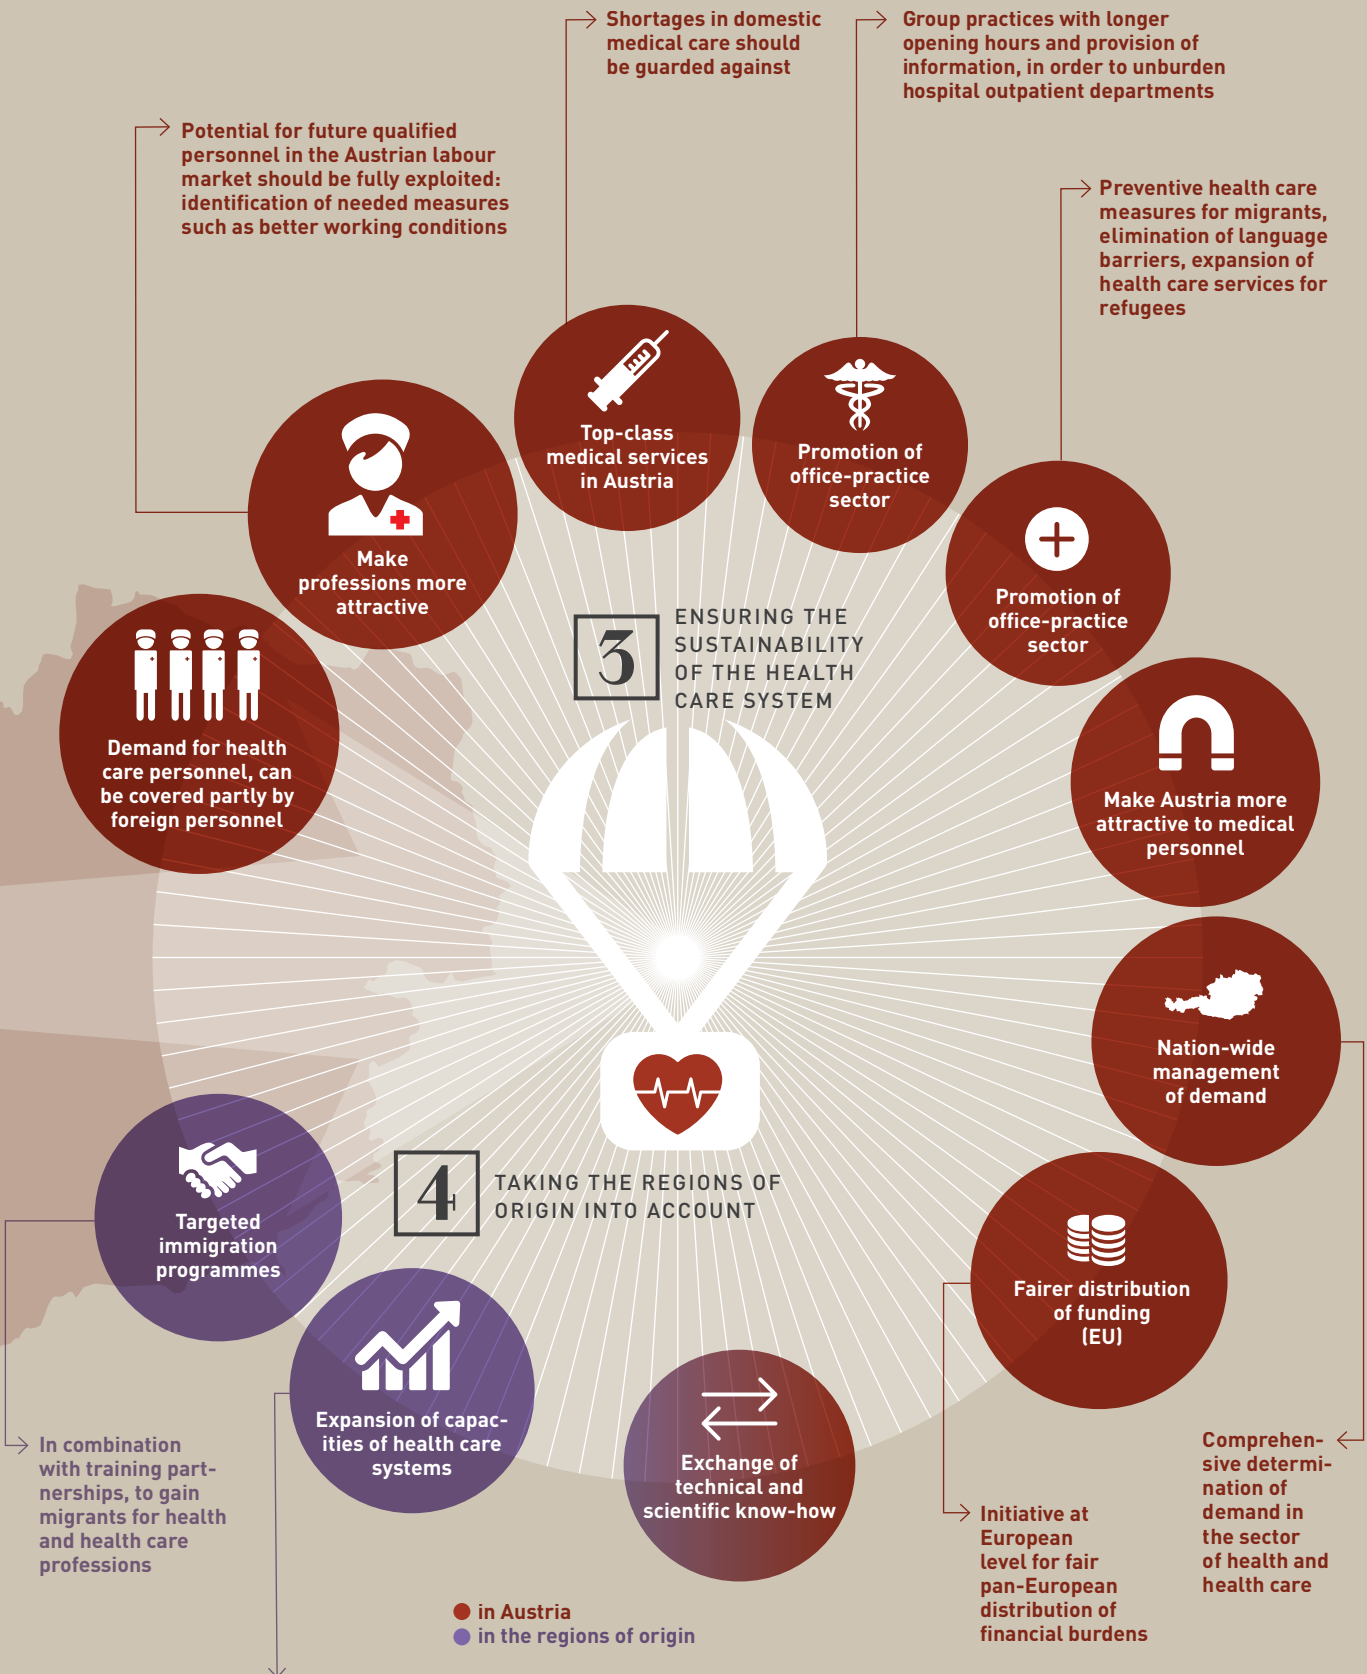 Shortages in domestic
medical care should
be guarded against
Group practices with longer
opening hours and provision of
information, in order to unburden
hospital outpatient departments
Potential for future qualified
personnel in the Austrian labour
market should be fully exploited:
identification of needed measures
such as better working conditions
Preventive health care
measures for migrants,
elimination of language
barriers, expansion of
health care services for
refugees
Top-class
medical services
in Austria
Promotion of
office-practice
sector
Make
professions more
attractive
Promotion of
office-practice
sector
3
ENSURING THE
SUSTAINABILITY
OF THE HEALTH
CARE SYSTEM
Demand for health
care personnel, can
be covered partly by
foreign personnel
Make Austria more
attractive to medical
personnel
Nation-wide
management
of demand
4
TAKING THE REGIONS OF
ORIGIN INTO ACCOUNT
Targeted
immigration
programmes
Fairer distribution
of funding
(EU)
Expansion of capac-
ities of health care
systems
Exchange of
technical and
scientific know-how
In combination
with training part-
nerships, to gain
migrants for health
and health care
professions
Comprehen-
sive determi-
nation of
demand in
the sector
of health and
health care
Initiative at
European
level for fair
pan-European
distribution of
financial burdens
in Austria
in the regions of origin